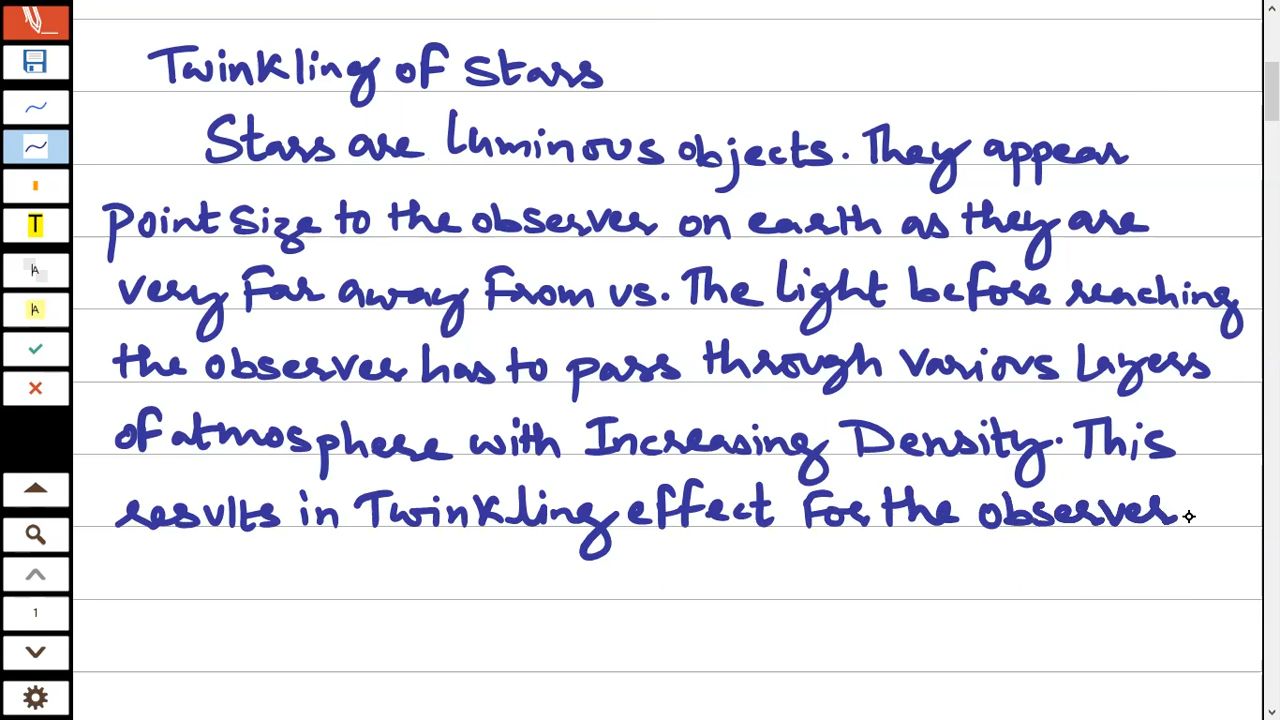 Twinkling of Stars
Stars are Luminous objects. They appear
point size to the observer on earth as they are
very far away from us. The light before reaching
the observer has to pass through various Layers
of atmosphere with Increasing Density. This
results in Twinkling effect For the observer
T
A
A
1